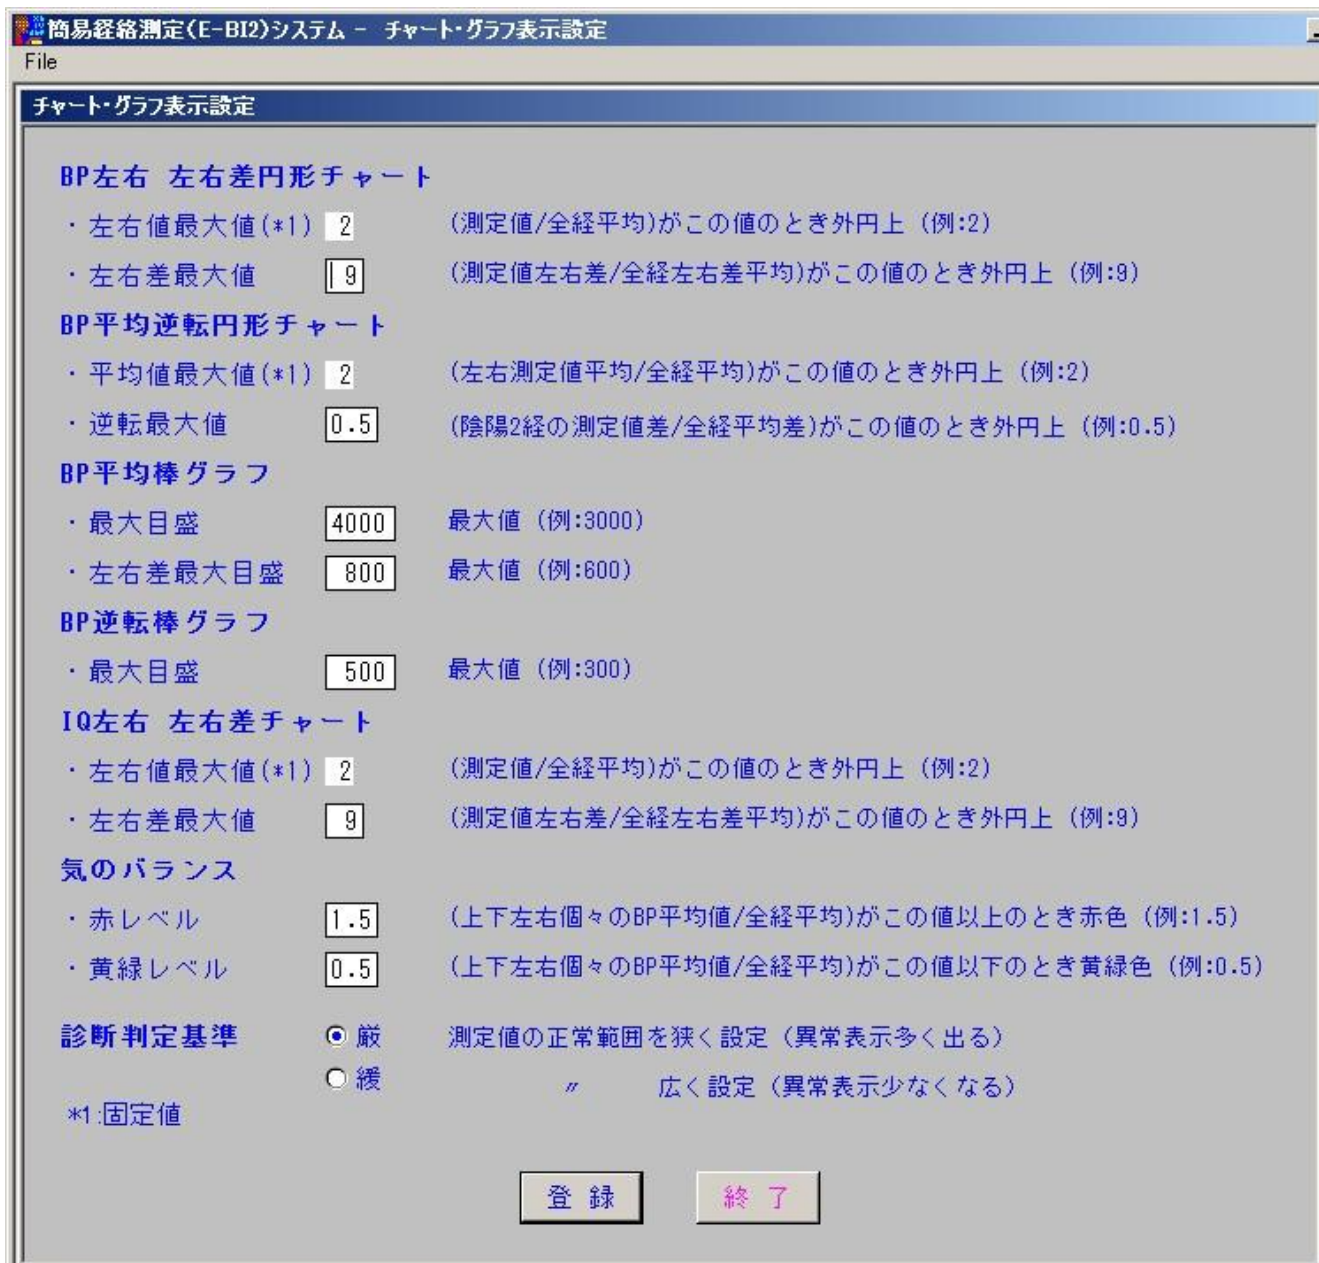 簡易経絡測定(E-BI2)システム - チャート・グラフ表示設定
File
チャート・グラフ表示設定
BP左右 左右差円形チャート
・左右値最大値(*1) 2 (測定値/全経平均)がこの値のとき外円上 (例:2)
・左右差最大値 9 (測定値左右差/全経左右差平均)がこの値のとき外円上 (例:9)
BP平均逆転円形チャート
・平均値最大値(*1) 2 (左右測定値平均/全経平均)がこの値のとき外円上 (例:2)
・逆転最大値 0.5 (陰陽2経の測定値差/全経平均差)がこの値のとき外円上 (例:0.5)
BP平均棒グラフ
・最大目盛 4000 最大値 (例:3000)
・左右差最大目盛 800 最大値 (例:600)
BP逆転棒グラフ
・最大目盛 500 最大値 (例:300)
IQ左右 左右差チャート
・左右値最大値(*1) 2 (測定値/全経平均)がこの値のとき外円上 (例:2)
・左右差最大値 9 (測定値左右差/全経左右差平均)がこの値のとき外円上 (例:9)
気のバランス
・赤レベル 1.5 (上下左右個々のBP平均値/全経平均)がこの値以上のとき赤色 (例:1.5)
・黄緑レベル 0.5 (上下左右個々のBP平均値/全経平均)がこの値以下のとき黄緑色 (例:0.5)
診断判定基準 厳 測定値の正常範囲を狭く設定 (異常表示多く出る)
緩 〃 広く設定 (異常表示少なくなる)
*1:固定値
登録 終了